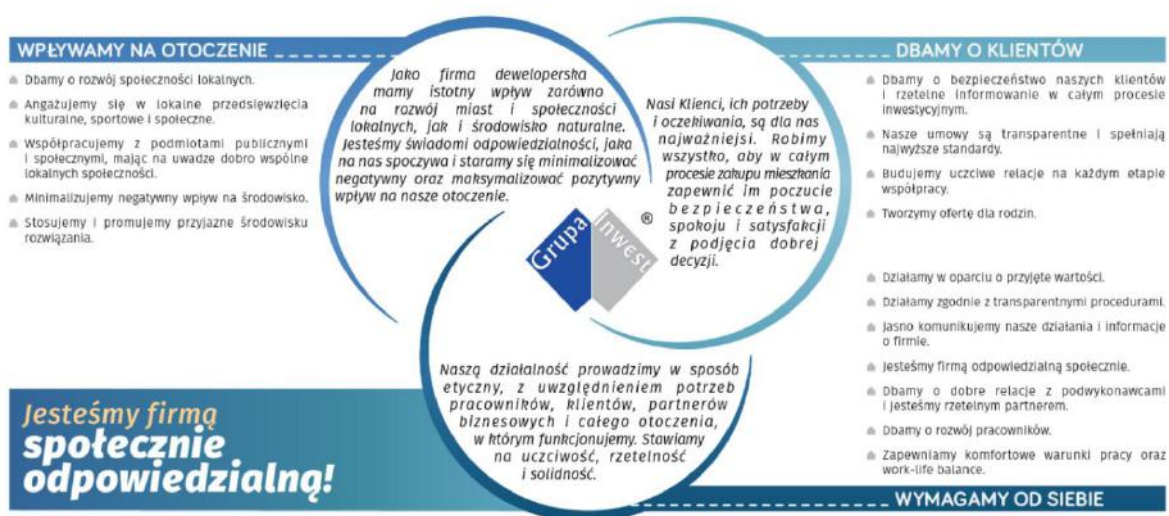 WPŁYWAMY NA OTOCZENIE
Dbamy o rozwój społeczności lokalnych.
Angażujemy się w lokalne przedsięwzięcia
kulturalne, sportowe i społeczne.
Współpracujemy z podmiotami publicznymi
i społecznymi, mając na uwadze dobro wspólne
lokalnych społeczności.
Minimalizujemy negatywny wpływ na środowisko.
Stosujemy i promujemy przyjazne środowisku
rozwiązania.
Jako firma deweloperska
mamy istotny wpływ zarówno
na rozwój miast i społeczności
lokalnych, jak i środowisko naturalne.
Jesteśmy świadomi odpowiedzialności, jaka
na nas spoczywa i staramy się minimalizować
negatywny oraz maksymalizować pozytywny
wpływ na nasze otoczenie.
Nasi Klienci, ich potrzeby
i oczekiwania, są dla nas
najważniejsi. Robimy
wszystko, aby w całym
procesie zakupu mieszkania
zapewnić im poczucie
bezpieczeństwa,
spokoju i satysfakcji
z podjęcia dobrej
decyzji.
Grupa Inwest ®
DBAMY O KLIENTÓW
Dbamy o bezpieczeństwo naszych klientów
i rzetelne informowanie w całym procesie
inwestycyjnym.
Nasze umowy są transparentne i spełniają
najwyższe standardy.
Budujemy uczciwe relacje na każdym etapie
współpracy.
Tworzymy ofertę dla rodzin.
Naszą działalność prowadzimy w sposób
etyczny, z uwzględnieniem potrzeb
pracowników, klientów, partnerów
biznesowych i całego otoczenia,
w którym funkcjonujemy. Stawiamy
na uczciwość, rzetelność
i solidność.
Działamy w oparciu o przyjęte wartości.
Działamy zgodnie z transparentnymi procedurami.
Jasno komunikujemy nasze działania i informacje
o firmie.
Jesteśmy firmą odpowiedzialną społecznie.
Dbamy o dobre relacje z podwykonawcami
i jesteśmy rzetelnym partnerem.
Dbamy o rozwój pracowników.
Zapewniamy komfortowe warunki pracy oraz
work-life balance.
WYMAGAMY OD SIEBIE
Jesteśmy firmą
społecznie
odpowiedzialną!